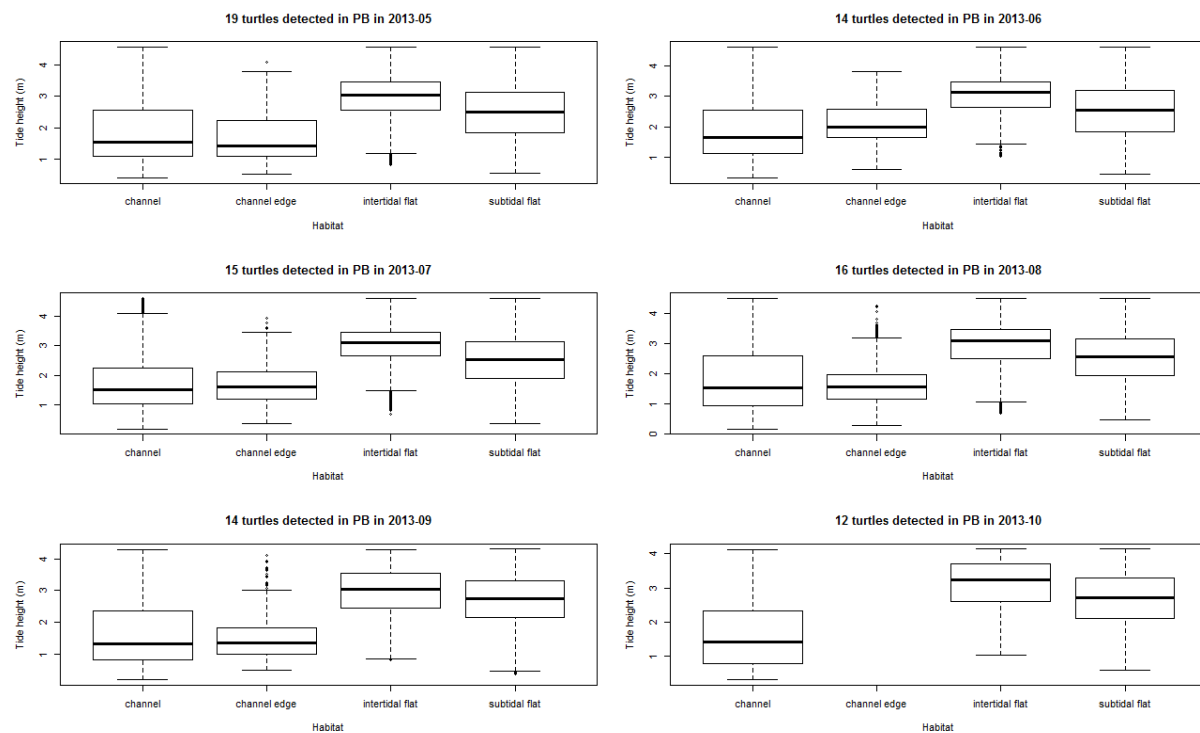 19 turtles detected in PB in 2013-05
Tide height (m)
4
3
2
1
channel channel edge intertidal flat subtidal flat
Habitat
14 turtles detected in PB in 2013-06
Tide height (m)
4
3
2
1
channel channel edge intertidal flat subtidal flat
Habitat
15 turtles detected in PB in 2013-07
Tide height (m)
4
3
2
1
channel channel edge intertidal flat subtidal flat
Habitat
16 turtles detected in PB in 2013-08
Tide height (m)
4
3
2
1
0
channel channel edge intertidal flat subtidal flat
Habitat
14 turtles detected in PB in 2013-09
Tide height (m)
4
3
2
1
channel channel edge intertidal flat subtidal flat
Habitat
12 turtles detected in PB in 2013-10
Tide height (m)
4
3
2
1
channel channel edge intertidal flat subtidal flat
Habitat